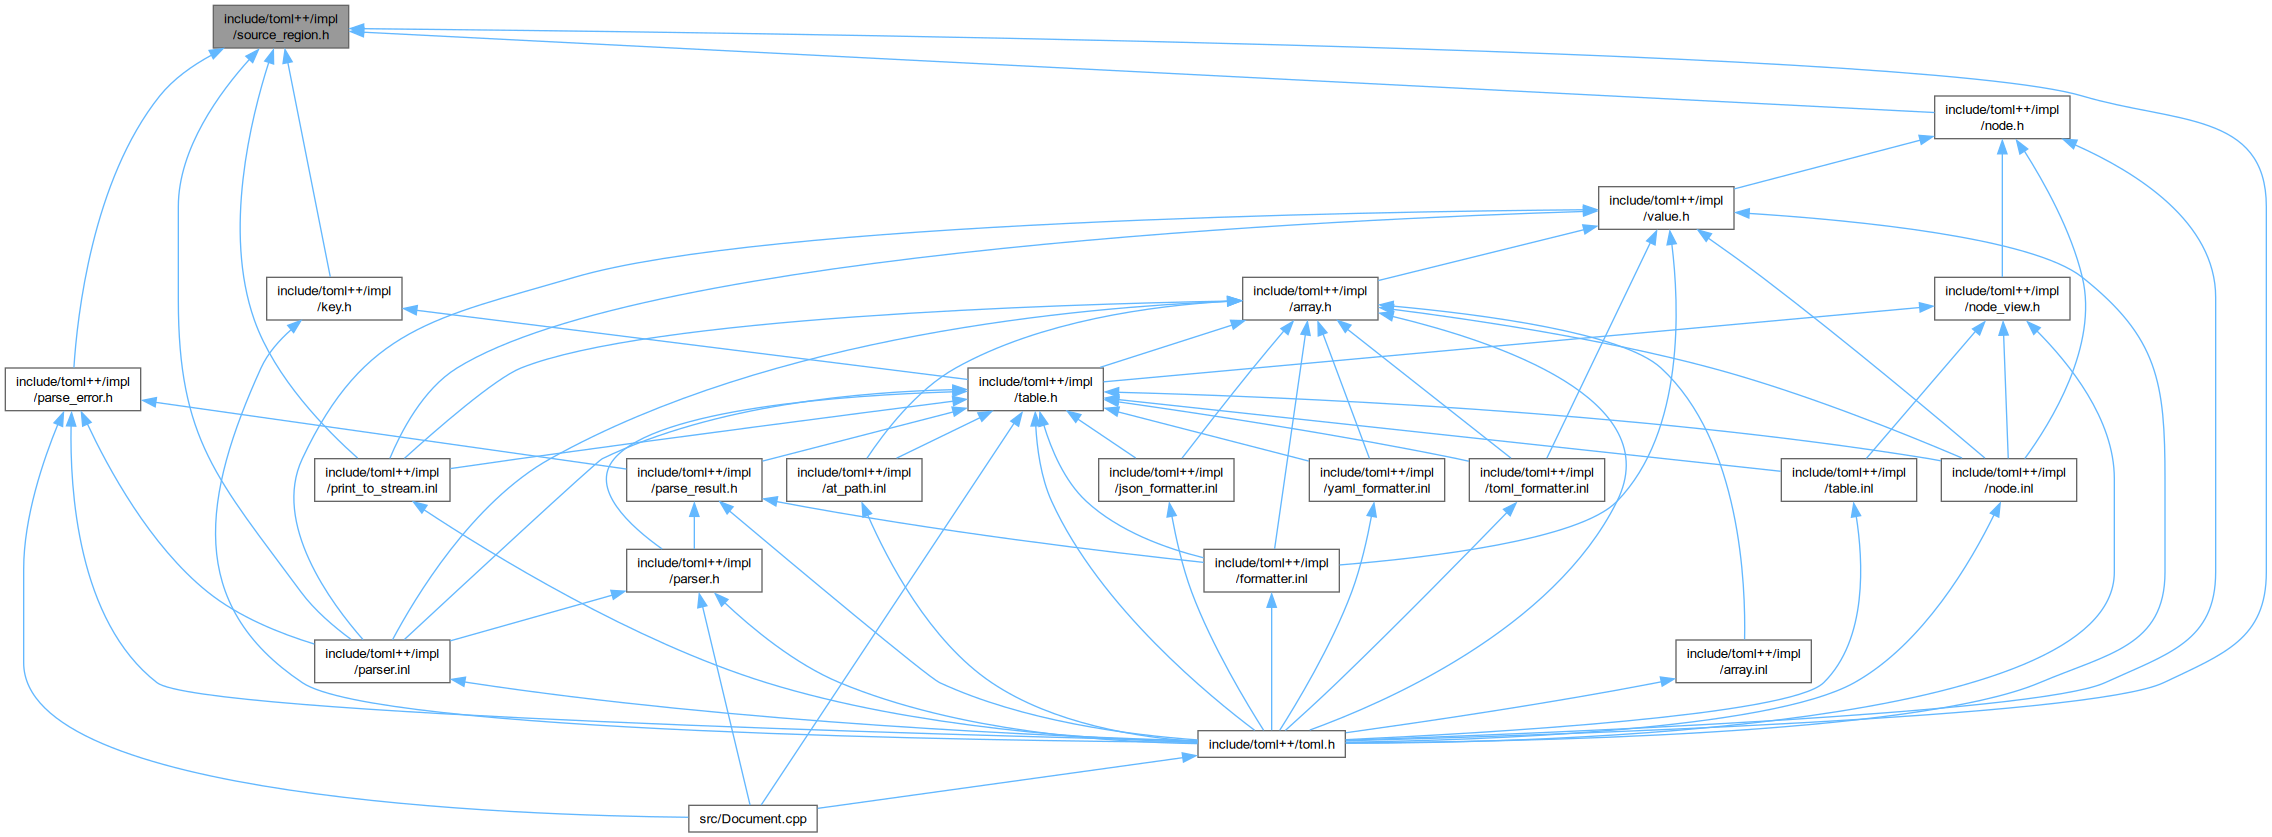 include/toml++/impl
/source_region.h
include/toml++/impl
/node.h
include/toml++/impl
/value.h
include/toml++/impl
/key.h
include/toml++/impl
/array.h
include/toml++/impl
/node_view.h
include/toml++/impl
/parse_error.h
include/toml++/impl
/table.h
include/toml++/impl
/print_to_stream.inl
include/toml++/impl
/parse_result.h
include/toml++/impl
/at_path.inl
include/toml++/impl
/json_formatter.inl
include/toml++/impl
/yaml_formatter.inl
include/toml++/impl
/toml_formatter.inl
include/toml++/impl
/table.inl
include/toml++/impl
/node.inl
include/toml++/impl
/parser.h
include/toml++/impl
/formatter.inl
include/toml++/impl
/parser.inl
include/toml++/impl
/array.inl
include/toml++/toml.h
src/Document.cpp